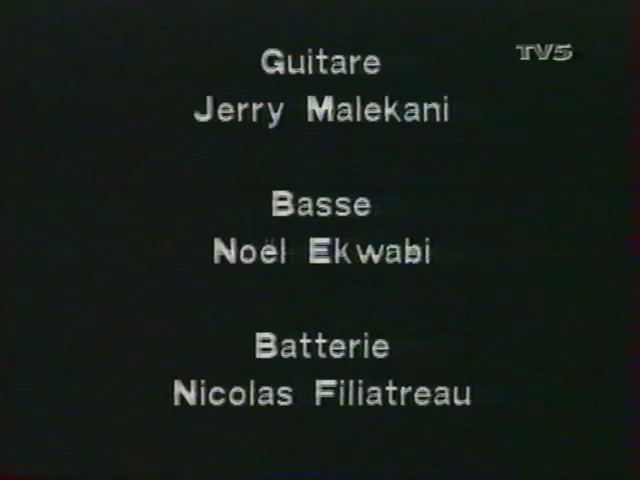 TV5
Guitare
Jerry Malekani
Basse
Noël Ekwabi
Batterie
Nicolas Filiatreau